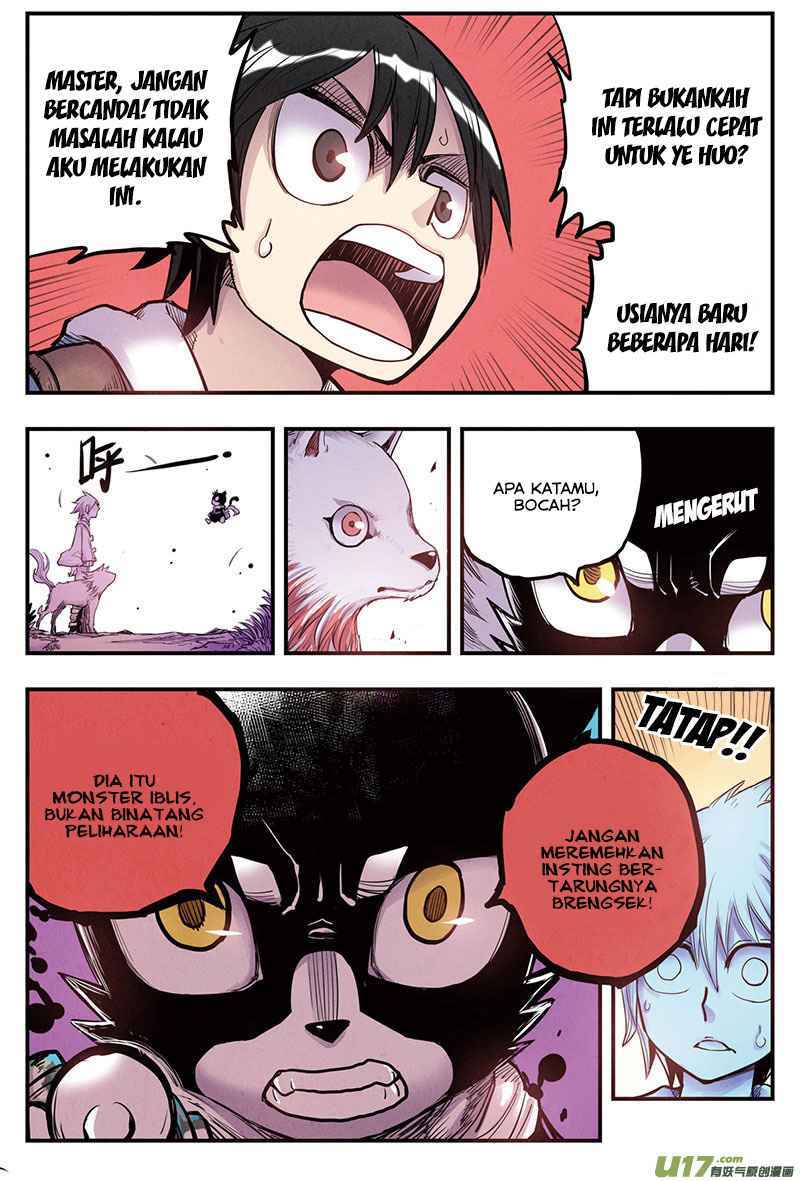 MASTER, JANGAN
BERCANDA! TIDAK
MASALAH KALAU
AKU MELAKUKAN
INI.
TAPI BUKANKAH
INI TERLALU CEPAT
UNTUK YE HUO?
USIANYA BARU
BEBERAPA HARI!
呼
APA KATAMU,
BOCAH?
MENGERUT
DIA ITU
MONSTER IBLIS,
BUKAN BINATANG
PELIHARAAN!
JANGAN
MEREMEHKAN
INSTING BER-
TARUNGNYA
BRENGSEK!
TATAP!!
U17.com
有妖气原创漫画